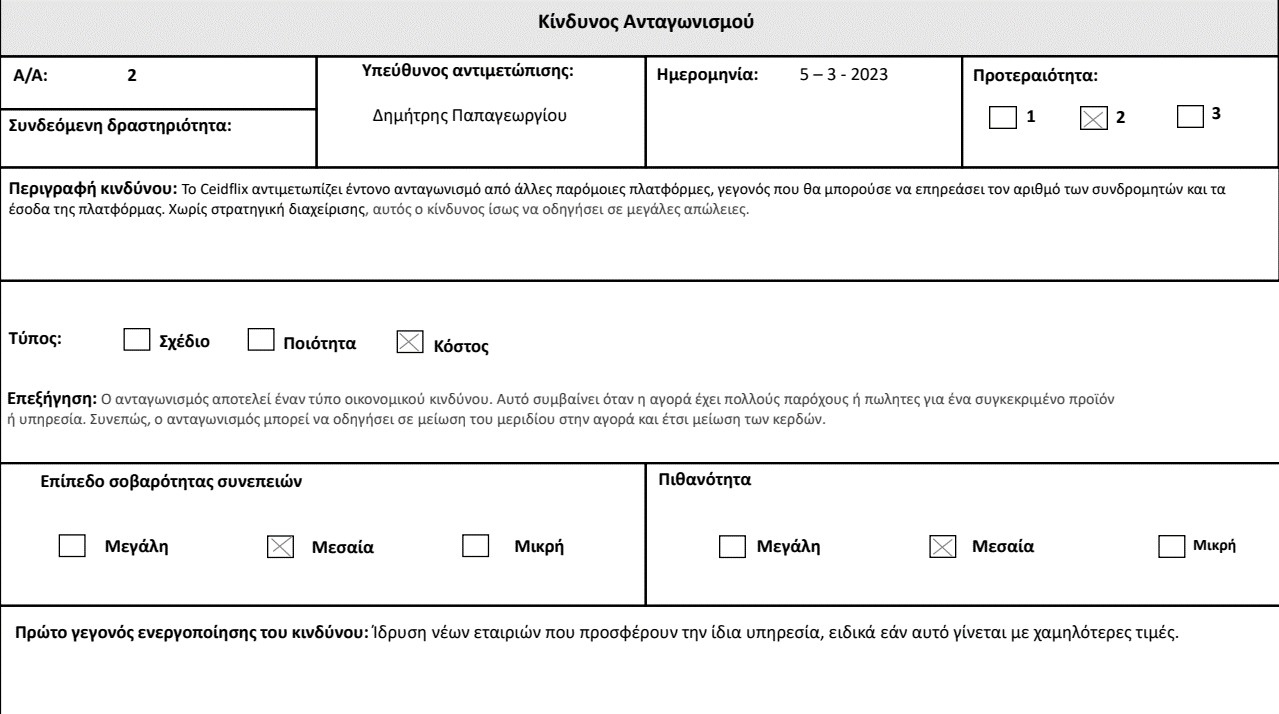 Κίνδυνος Ανταγωνισμού
Α/Α: 2
Συνδεόμενη δραστηριότητα:
Υπεύθυνος αντιμετώπισης:
Δημήτρης Παπαγεωργίου
Ημερομηνία: 5 – 3 - 2023
Προτεραιότητα:
1 2 3
Περιγραφή κινδύνου: Το Ceidflix αντιμετωπίζει έντονο ανταγωνισμό από άλλες παρόμοιες πλατφόρμες, γεγονός που θα μπορούσε να επηρεάσει τον αριθμό των συνδρομητών και τα
έσοδα της πλατφόρμας. Χωρίς στρατηγική διαχείρισης, αυτός ο κίνδυνος ίσως να οδηγήσει σε μεγάλες απώλειες.
Τύπος: Σχέδιο Ποιότητα Κόστος
Επεξήγηση: Ο ανταγωνισμός αποτελεί έναν τύπο οικονομικού κινδύνου. Αυτό συμβαίνει όταν η αγορά έχει πολλούς παρόχους ή πωλητες για ένα συγκεκριμένο προϊόν
ή υπηρεσία. Συνεπώς, ο ανταγωνισμός μπορεί να οδηγήσει σε μείωση του μεριδίου στην αγορά και έτσι μείωση των κερδών.
Επίπεδο σοβαρότητας συνεπειών
Μεγάλη Μεσαία Μικρή
Πιθανότητα
Μεγάλη Μεσαία Μικρή
Πρώτο γεγονός ενεργοποίησης του κινδύνου: Ίδρυση νέων εταιριών που προσφέρουν την ίδια υπηρεσία, ειδικά εάν αυτό γίνεται με χαμηλότερες τιμές.